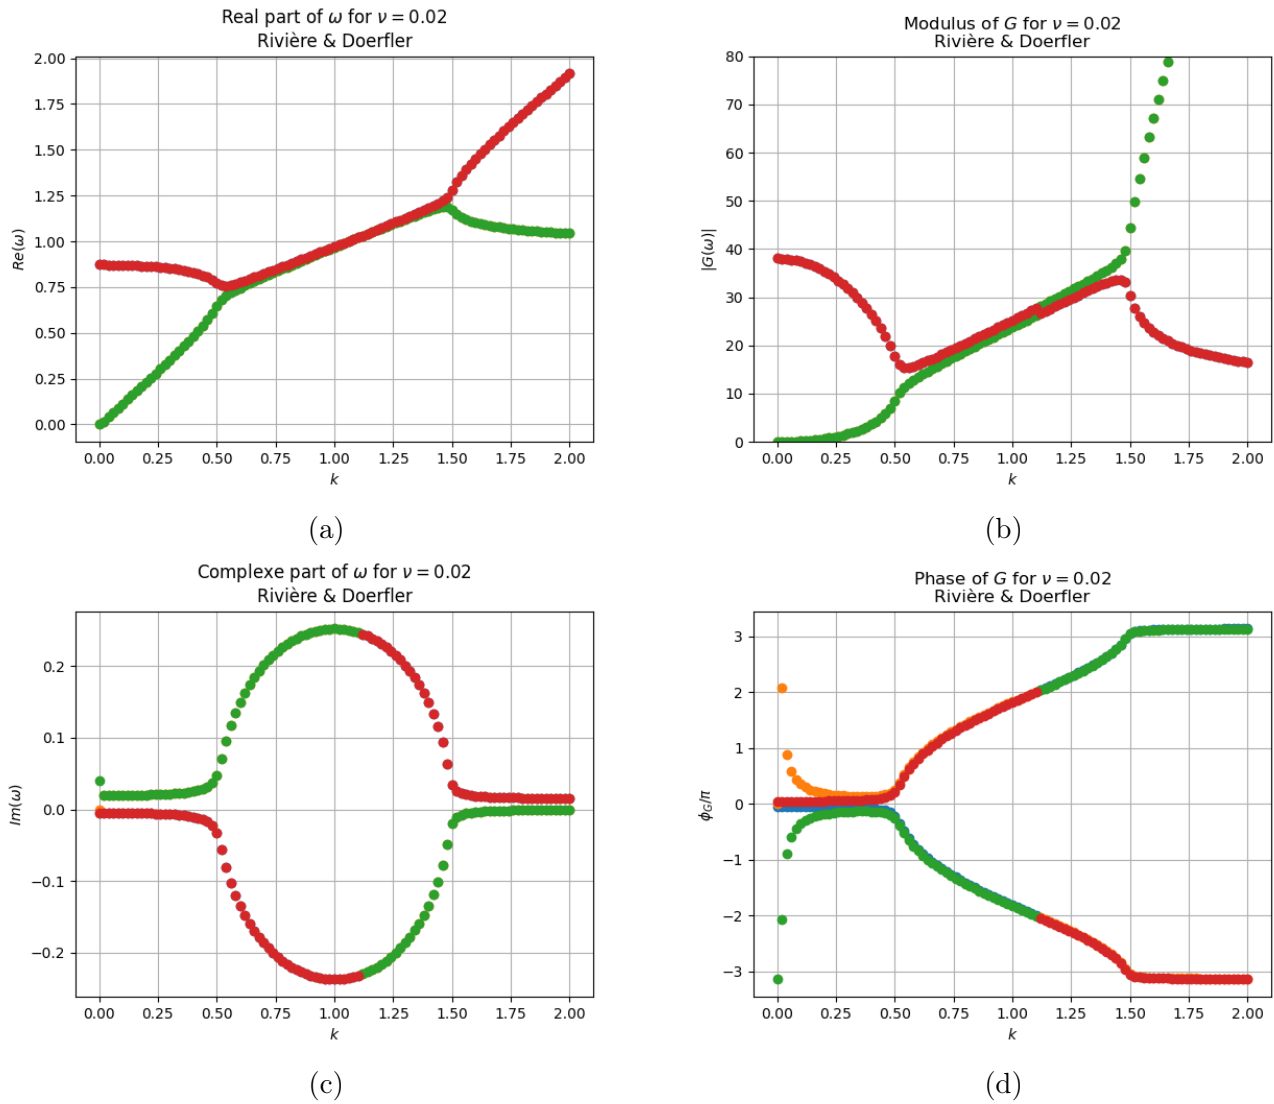 Real part of ω for ν = 0.02
Rivière & Doerfler
2.00
1.75
1.50
1.25
1.00
0.75
0.50
0.25
0.00
Re(ω)
0.00 0.25 0.50 0.75 1.00 1.25 1.50 1.75 2.00
k
(a)
Modulus of G for ν = 0.02
Rivière & Doerfler
80
70
60
50
40
30
20
10
0
|G(ω)|
0.00 0.25 0.50 0.75 1.00 1.25 1.50 1.75 2.00
k
(b)
Complexe part of ω for ν = 0.02
Rivière & Doerfler
0.2
0.1
0.0
−0.1
−0.2
Im(ω)
0.00 0.25 0.50 0.75 1.00 1.25 1.50 1.75 2.00
k
(c)
Phase of G for ν = 0.02
Rivière & Doerfler
3
2
1
0
−1
−2
−3
ϕ_G/π
0.00 0.25 0.50 0.75 1.00 1.25 1.50 1.75 2.00
k
(d)